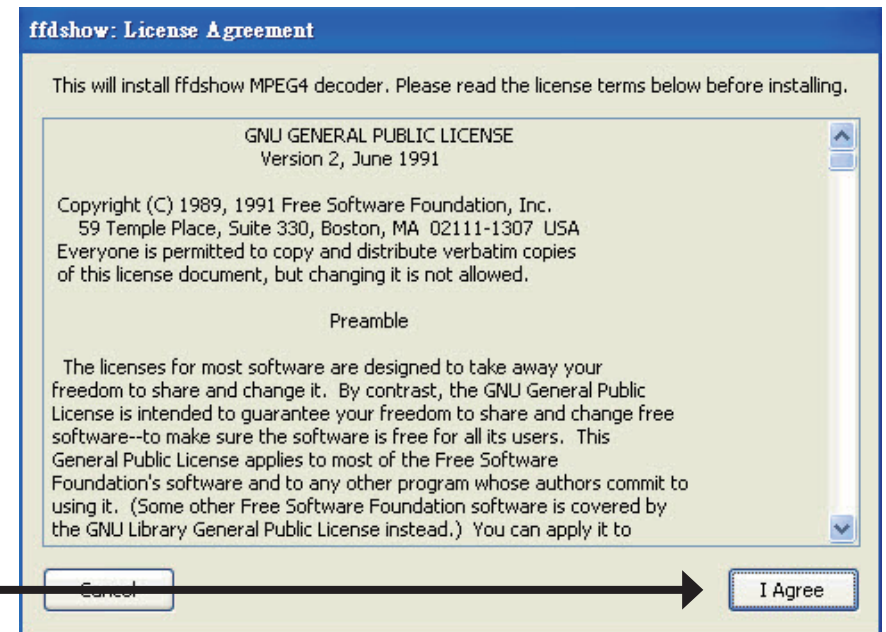 ffdshow: License Agreement
This will install ffdshow MPEG4 decoder. Please read the license terms below before installing.
GNU GENERAL PUBLIC LICENSE
Version 2, June 1991
Copyright (C) 1989, 1991 Free Software Foundation, Inc.
59 Temple Place, Suite 330, Boston, MA 02111-1307 USA
Everyone is permitted to copy and distribute verbatim copies
of this license document, but changing it is not allowed.
Preamble
The licenses for most software are designed to take away your
freedom to share and change it. By contrast, the GNU General Public
License is intended to guarantee your freedom to share and change free
software--to make sure the software is free for all its users. This
General Public License applies to most of the Free Software
Foundation's software and to any other program whose authors commit to
using it. (Some other Free Software Foundation software is covered by
the GNU Library General Public License instead.) You can apply it to
Cancel
I Agree